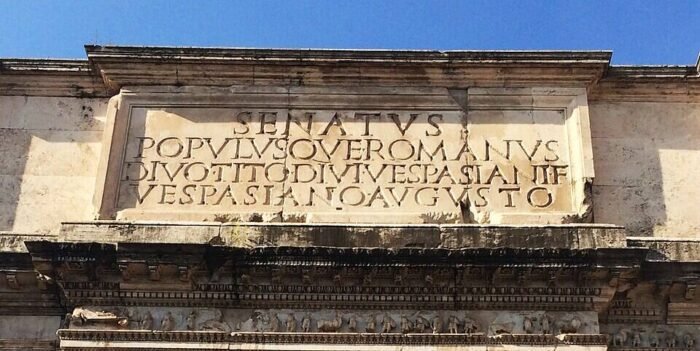 SENATVS
POPVLVSQVEROMANVS
DIVOTITODIVIVESPASIANIF
VESPASIANOAVGVSTO